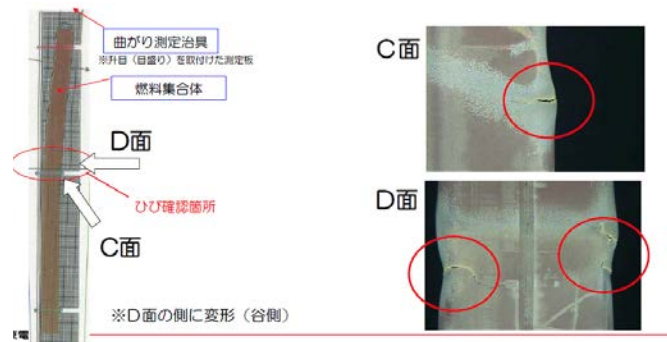 曲がり測定治具
※升目（目盛り）を取付けた測定板
燃料集合体
D面
ひび確認箇所
C面
※D面の側に変形（谷側）
C面
D面